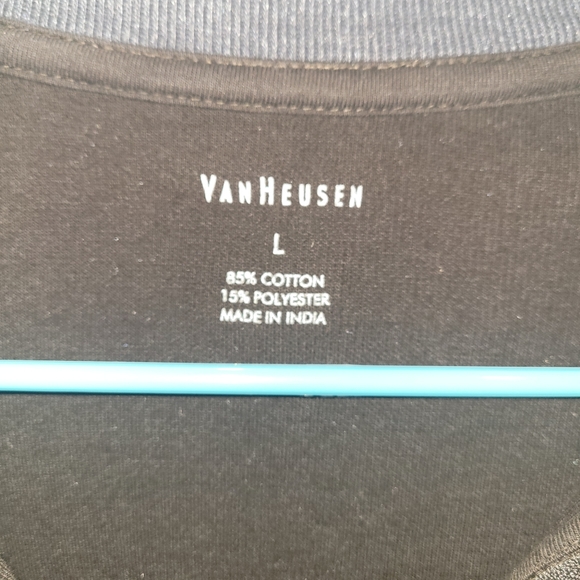 VANHEUSEN
L
85% COTTON
15% POLYESTER
MADE IN INDIA